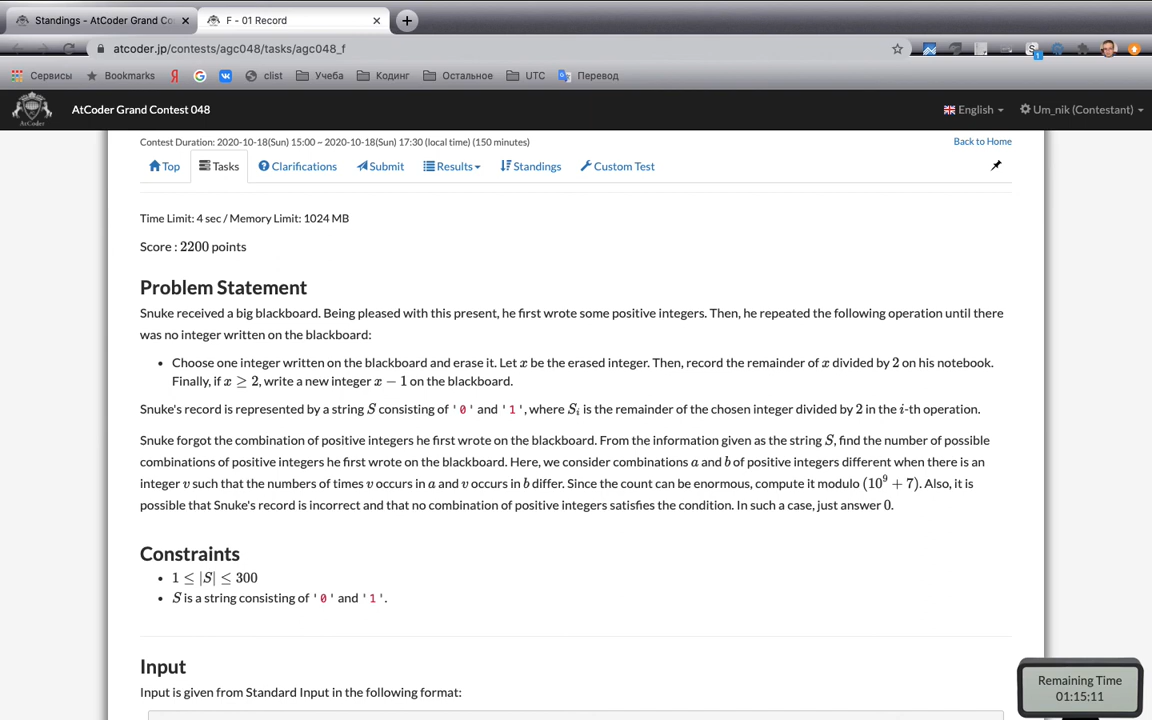 Standings - AtCoder Grand Co
F - 01 Record
atcoder.jp/contests/agc048/tasks/agc048_f
Сервисы Bookmarks clist Учеба Кодинг Остальное UTC Перевод
AtCoder Grand Contest 048 English Um_nik (Contestant)
Contest Duration: 2020-10-18(Sun) 15:00 ~ 2020-10-18(Sun) 17:30 (local time) (150 minutes) Back to Home
Top Tasks Clarifications Submit Results Standings Custom Test
Time Limit: 4 sec / Memory Limit: 1024 MB
Score : 2200 points
Problem Statement
Snuke received a big blackboard. Being pleased with this present, he first wrote some positive integers. Then, he repeated the following operation until there
was no integer written on the blackboard:
• Choose one integer written on the blackboard and erase it. Let x be the erased integer. Then, record the remainder of x divided by 2 on his notebook.
Finally, if x ≥ 2, write a new integer x − 1 on the blackboard.
Snuke's record is represented by a string S consisting of '0' and '1', where Sᵢ is the remainder of the chosen integer divided by 2 in the i-th operation.
Snuke forgot the combination of positive integers he first wrote on the blackboard. From the information given as the string S, find the number of possible
combinations of positive integers he first wrote on the blackboard. Here, we consider combinations a and b of positive integers different when there is an
integer v such that the numbers of times v occurs in a and v occurs in b differ. Since the count can be enormous, compute it modulo (10⁹ + 7). Also, it is
possible that Snuke's record is incorrect and that no combination of positive integers satisfies the condition. In such a case, just answer 0.
Constraints
• 1 ≤ |S| ≤ 300
• S is a string consisting of '0' and '1'.
Input
Input is given from Standard Input in the following format:
Remaining Time
01:15:11